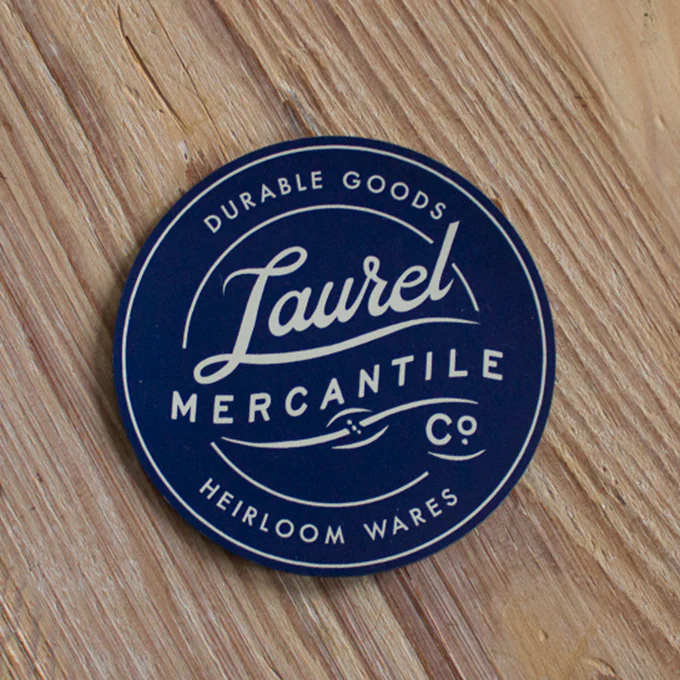 DURABLE GOODS
Laurel
MERCANTILE
Co.
HEIRLOOM WARES